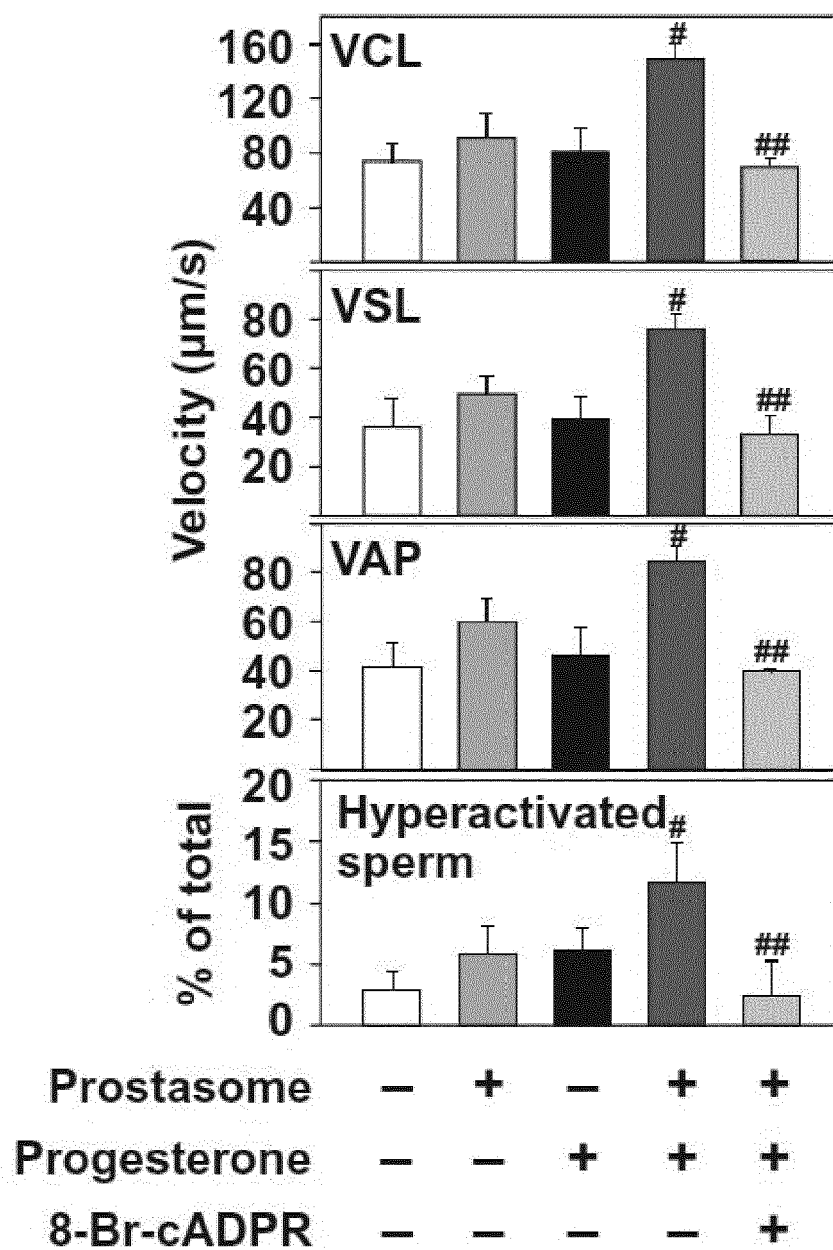 VCL
160
120
80
40
#
##
VSL
80
60
40
20
#
##
Velocity (µm/s)
VAP
80
60
40
20
#
##
Hyperactivated
sperm
20
15
10
5
0
#
##
% of total
Prostasome – + – + +
Progesterone – – + + +
8-Br-cADPR – – – – +